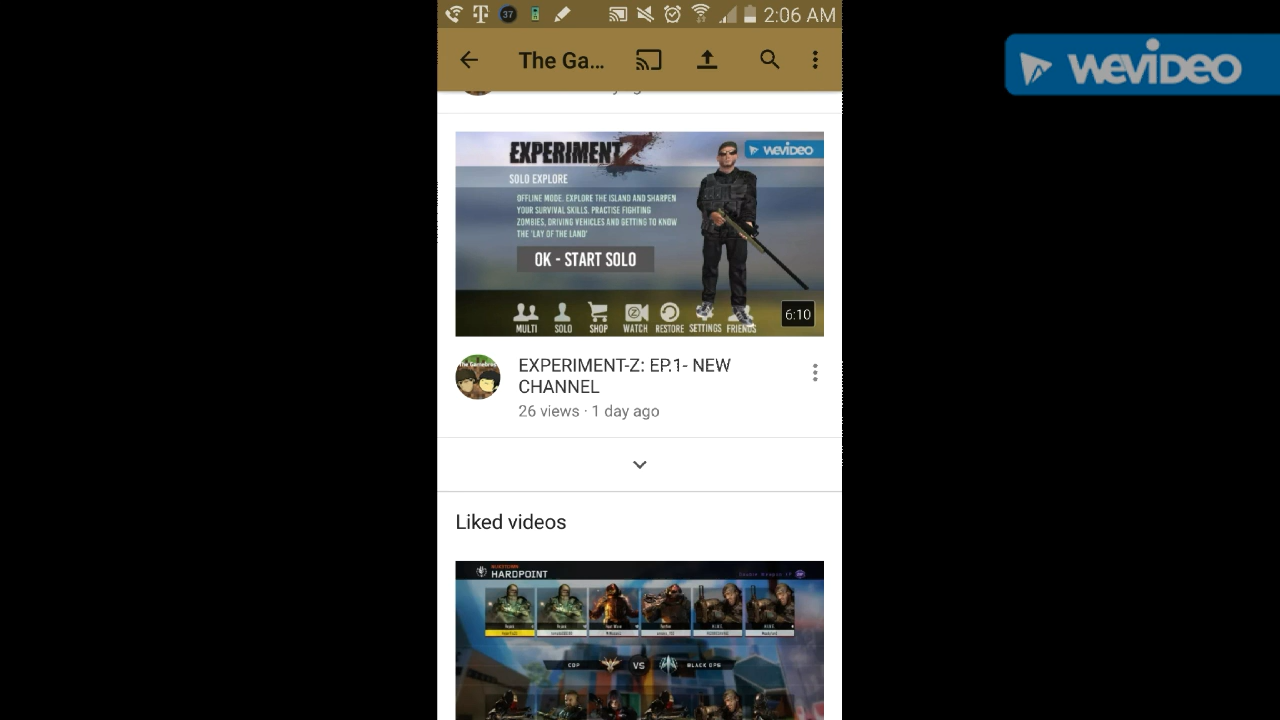 37
2:06 AM
WEVIDEO
The Ga...
EXPERIMENT Z
WEVIDEO
SOLO EXPLORE
OFFLINE MODE. EXPLORE THE ISLAND AND SHARPEN
YOUR SURVIVAL SKILLS. PRACTISE FIGHTING
ZOMBIES, DRIVING VEHICLES AND GETTING TO KNOW
THE 'LAY OF THE LAND'
OK - START SOLO
MULTI SOLO SHOP WATCH RESTORE SETTINGS FRIENDS
6:10
EXPERIMENT-Z: EP.1- NEW
CHANNEL
26 views · 1 day ago
Liked videos
HARDPOINT
CDP VS BLACK OPS